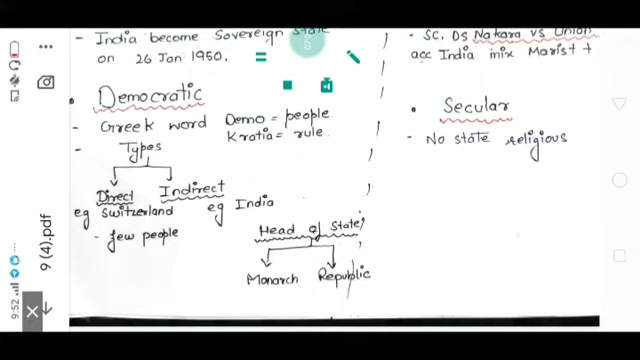 - India become Sovereign state
on 26 Jan 1950.
• Democratic
- Greek word Demo = people
Kratia = rule.
- Types
Direct Indirect
eg Switzerland eg India
- few people
Head of State
Monarch Republic
- SC. DS Nakara vs Union
acc India mix Marist +
• Secular
- No state religious
9 (4).pdf
9:52